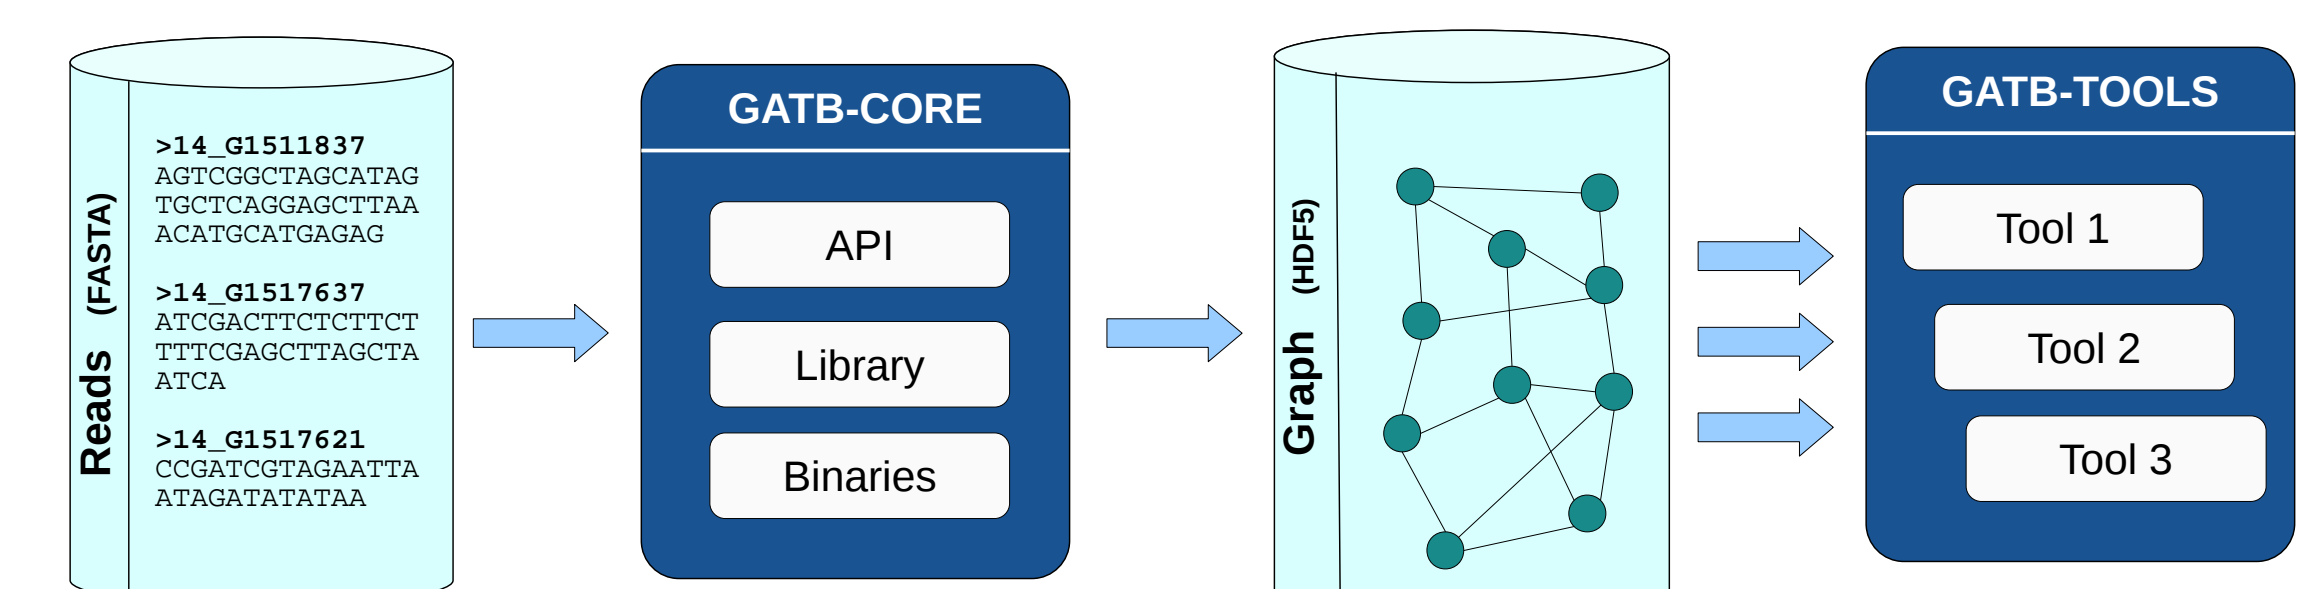 Reads (FASTA)
>14_G1511837
AGTCGGCTAGCATAG
TGCTCAGGAGCTTAA
ACATGCATGAGAG
>14_G1517637
ATCGACTTCTCTTCT
TTTCGAGCTTAGCTA
ATCA
>14_G1517621
CCGATCGTAGAATTA
ATAGATATATAA
GATB-CORE
API
Library
Binaries
Graph (HDF5)
GATB-TOOLS
Tool 1
Tool 2
Tool 3